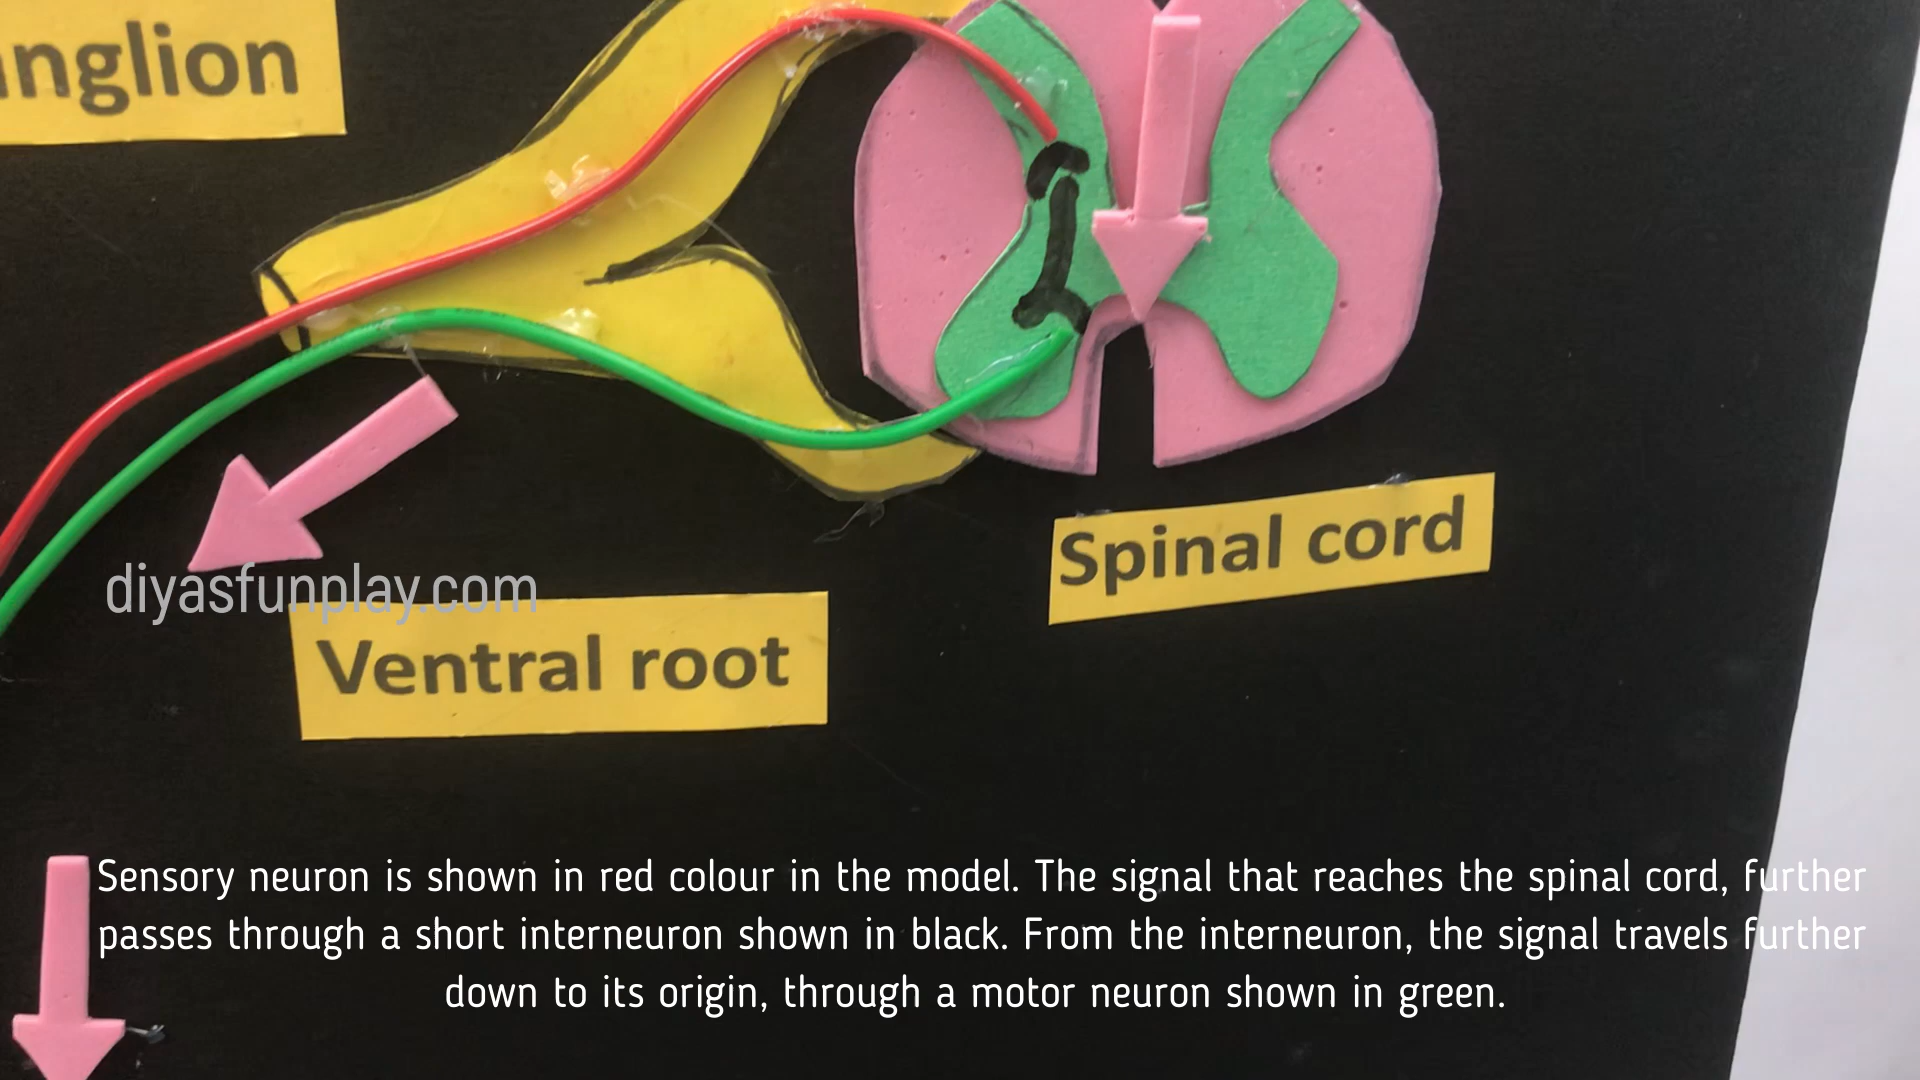 nglion
Spinal cord
diyasfunplay.com
Ventral root
Sensory neuron is shown in red colour in the model. The signal that reaches the spinal cord, further
passes through a short interneuron shown in black. From the interneuron, the signal travels further
down to its origin, through a motor neuron shown in green.